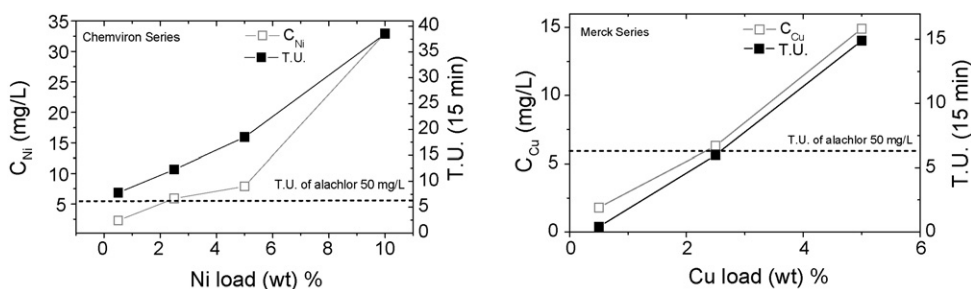 Chemviron Series
C_Ni
T.U.
T.U. of alachlor 50 mg/L
35
30
25
20
15
10
5
C_Ni (mg/L)
40
35
30
25
20
15
10
5
0
T.U. (15 min)
0 2 4 6 8 10
Ni load (wt) %
Merck Series
C_Cu
T.U.
T.U. of alachlor 50 mg/L
15
10
5
0
C_Cu (mg/L)
15
10
5
0
T.U. (15 min)
0 2 4 6
Cu load (wt) %